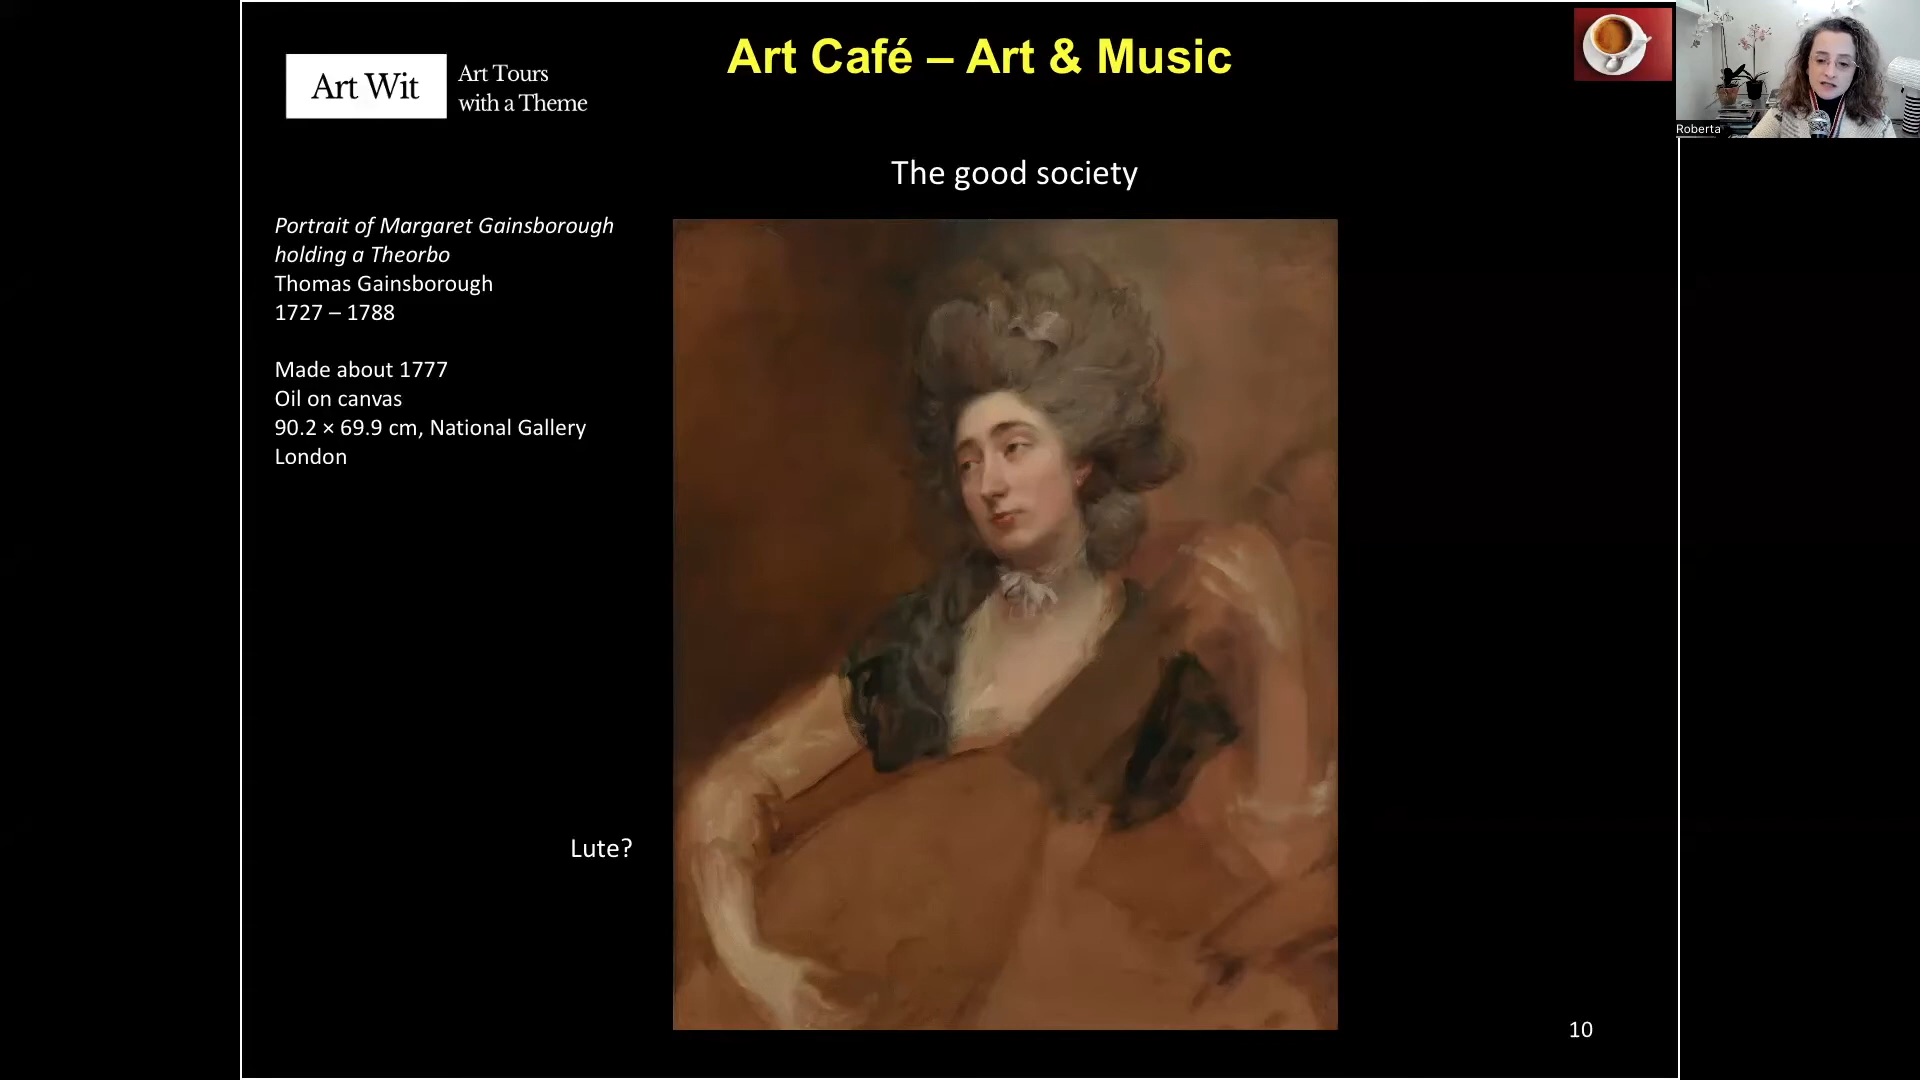 Art Wit
Art Tours
with a Theme
Art Café – Art & Music
Roberta
The good society
Portrait of Margaret Gainsborough
holding a Theorbo
Thomas Gainsborough
1727 – 1788
Made about 1777
Oil on canvas
90.2 × 69.9 cm, National Gallery
London
Lute?
10